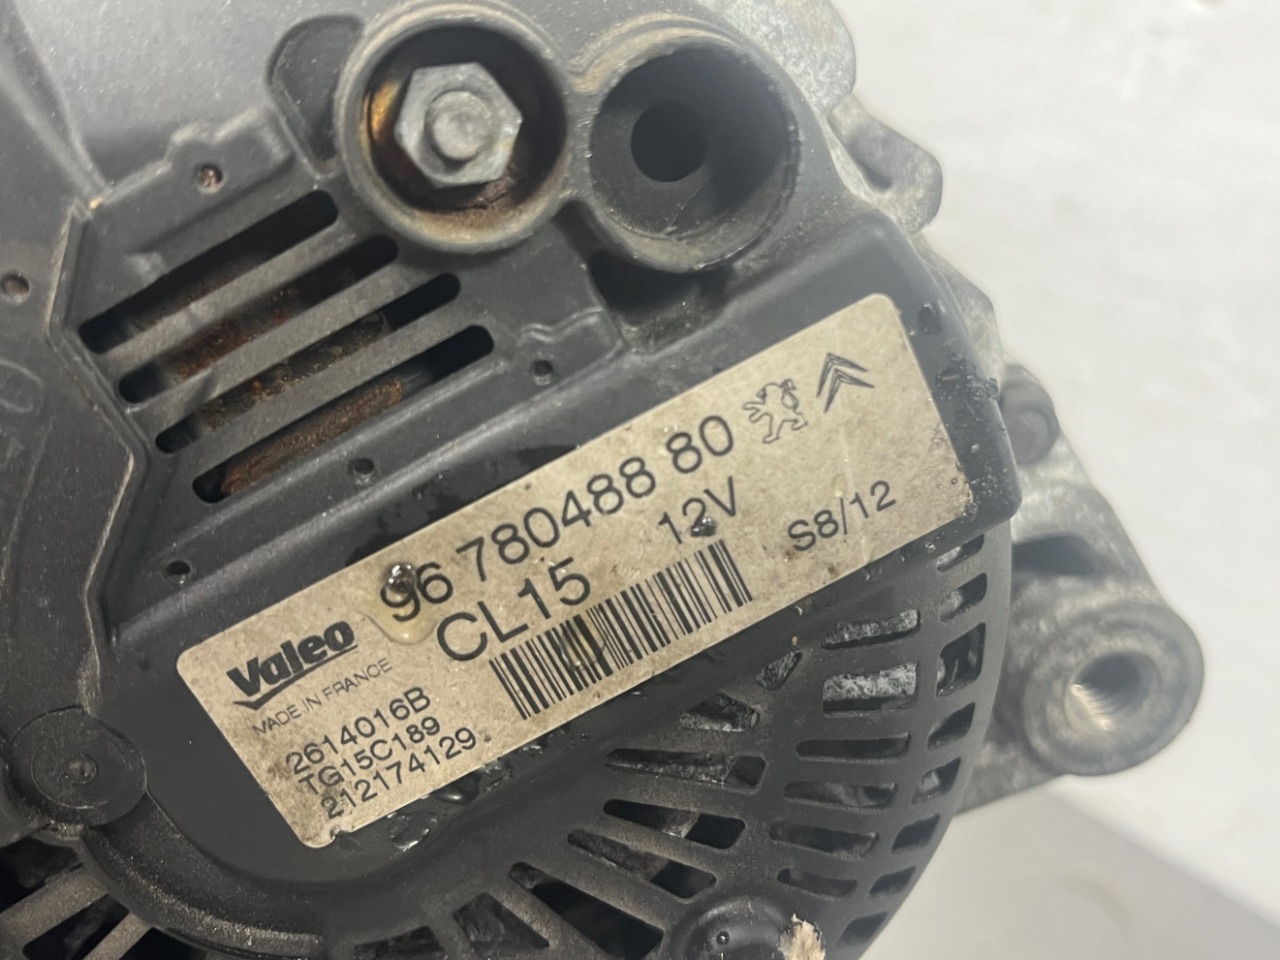 96 780488 80
CL15 12V S8/12
Valeo
MADE IN FRANCE
2614016B
TG15C189
212174129